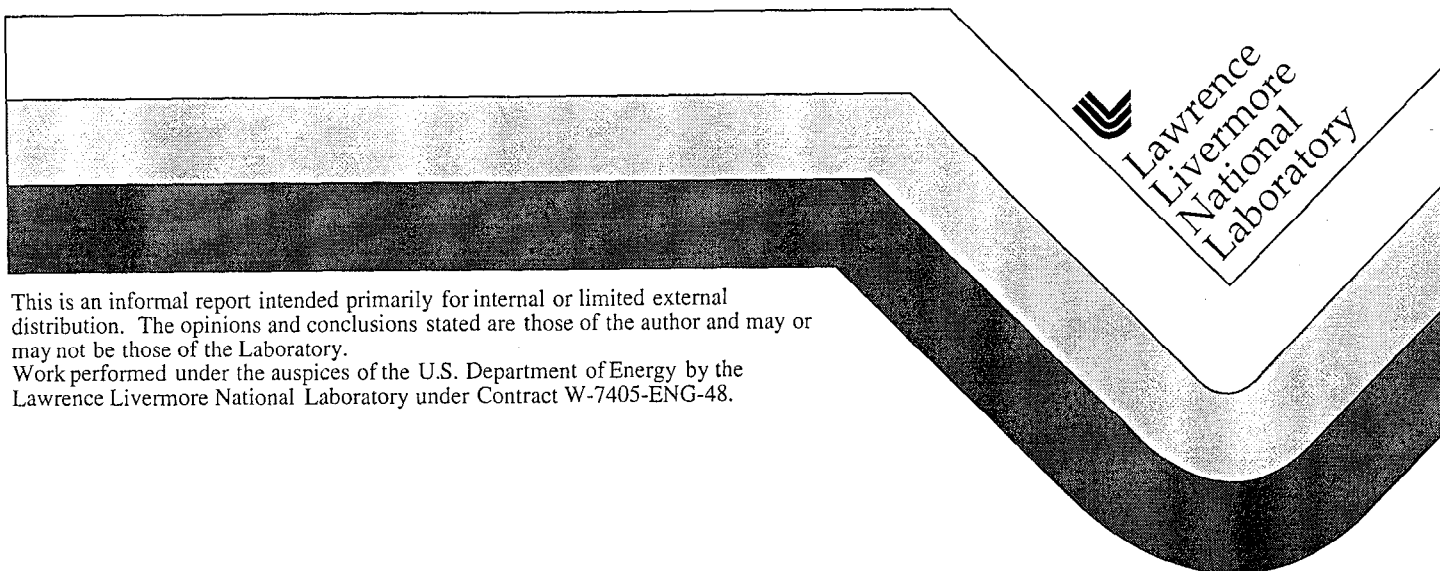 Lawrence
Livermore
National
Laboratory
This is an informal report intended primarily for internal or limited external
distribution. The opinions and conclusions stated are those of the author and may or
may not be those of the Laboratory.
Work performed under the auspices of the U.S. Department of Energy by the
Lawrence Livermore National Laboratory under Contract W-7405-ENG-48.